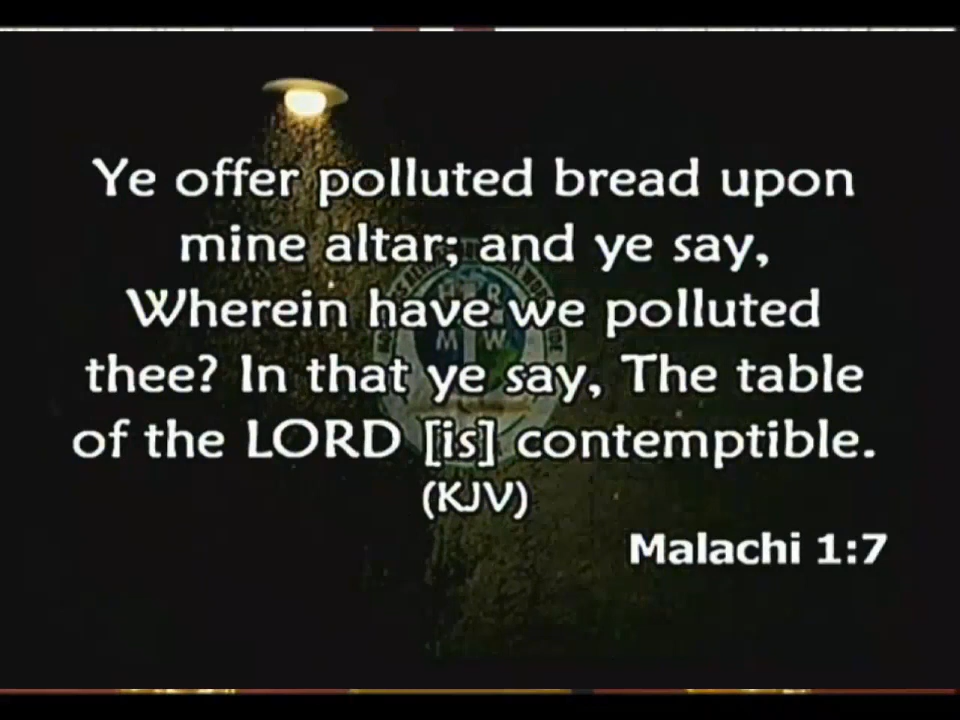 Ye offer polluted bread upon
mine altar; and ye say,
Wherein have we polluted
thee? In that ye say, The table
of the LORD [is] contemptible.
(KJV)
Malachi 1:7